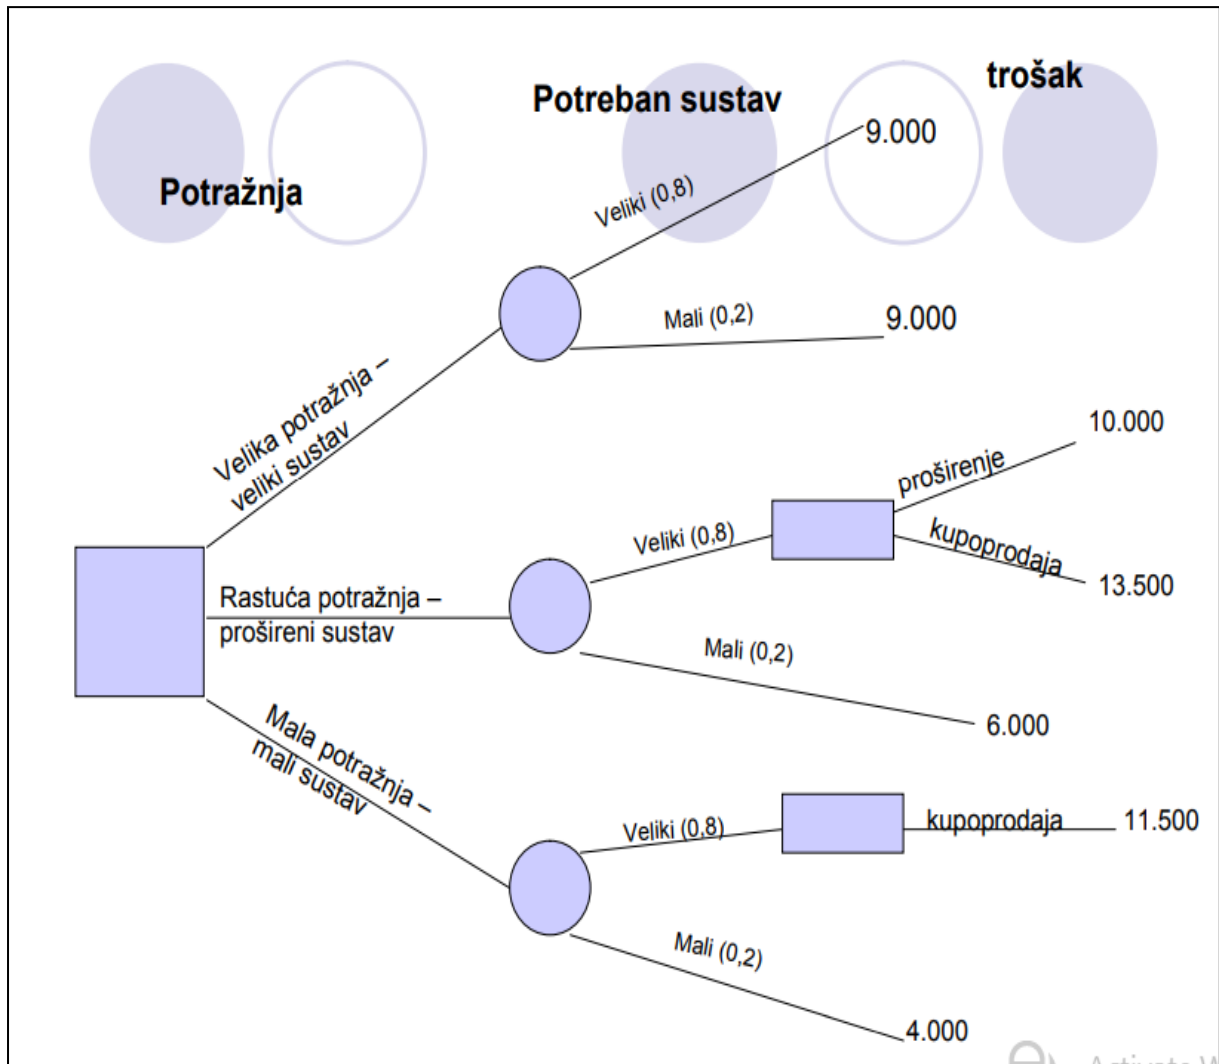 trošak
Potreban sustav
9.000
Potražnja
Veliki (0,8)
Mali (0,2)
9.000
Velika potražnja –
veliki sustav
10.000
proširenje
Veliki (0,8)
kupoprodaja
13.500
Rastuća potražnja –
prošireni sustav
Mali (0,2)
6.000
Mala potražnja –
mali sustav
Veliki (0,8)
kupoprodaja
11.500
Mali (0,2)
4.000